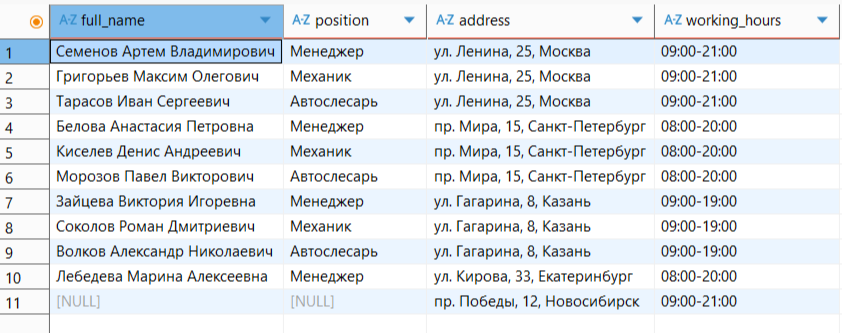 A-Z full_name A-Z position A-Z address A-Z working_hours
1 Семенов Артем Владимирович Менеджер ул. Ленина, 25, Москва 09:00-21:00
2 Григорьев Максим Олегович Механик ул. Ленина, 25, Москва 09:00-21:00
3 Тарасов Иван Сергеевич Автослесарь ул. Ленина, 25, Москва 09:00-21:00
4 Белова Анастасия Петровна Менеджер пр. Мира, 15, Санкт-Петербург 08:00-20:00
5 Киселев Денис Андреевич Механик пр. Мира, 15, Санкт-Петербург 08:00-20:00
6 Морозов Павел Викторович Автослесарь пр. Мира, 15, Санкт-Петербург 08:00-20:00
7 Зайцева Виктория Игоревна Менеджер ул. Гагарина, 8, Казань 09:00-19:00
8 Соколов Роман Дмитриевич Механик ул. Гагарина, 8, Казань 09:00-19:00
9 Волков Александр Николаевич Автослесарь ул. Гагарина, 8, Казань 09:00-19:00
10 Лебедева Марина Алексеевна Менеджер ул. Кирова, 33, Екатеринбург 08:00-20:00
11 [NULL] [NULL] пр. Победы, 12, Новосибирск 09:00-21:00